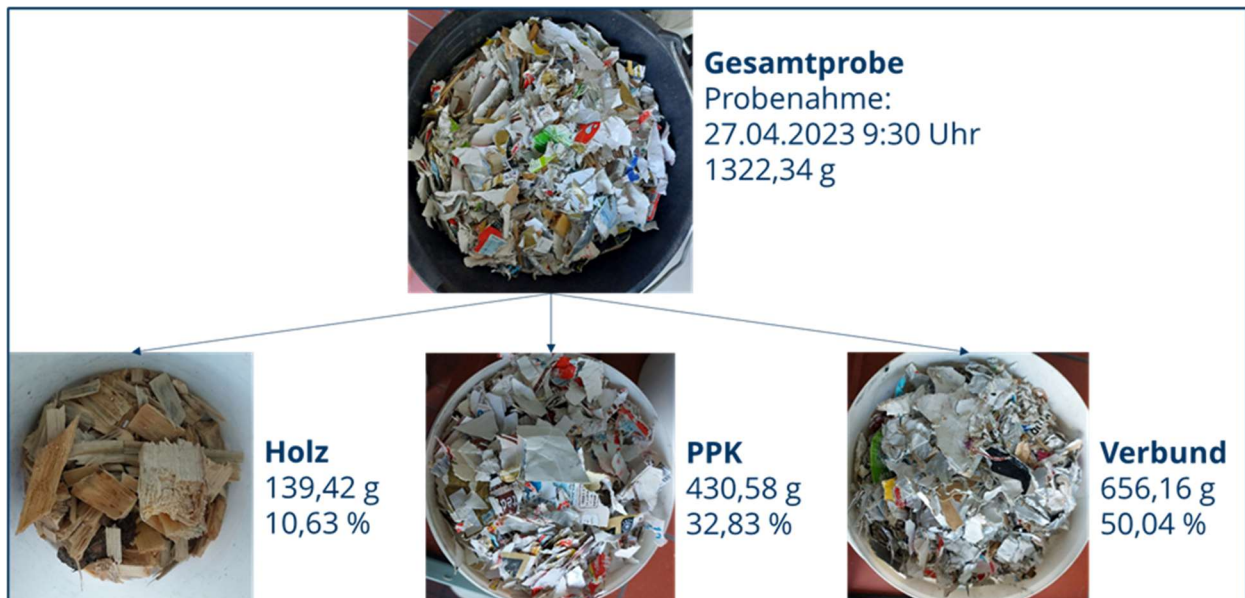 Gesamtprobe
Probenahme:
27.04.2023 9:30 Uhr
1322,34 g
Holz
139,42 g
10,63 %
PPK
430,58 g
32,83 %
Verbund
656,16 g
50,04 %